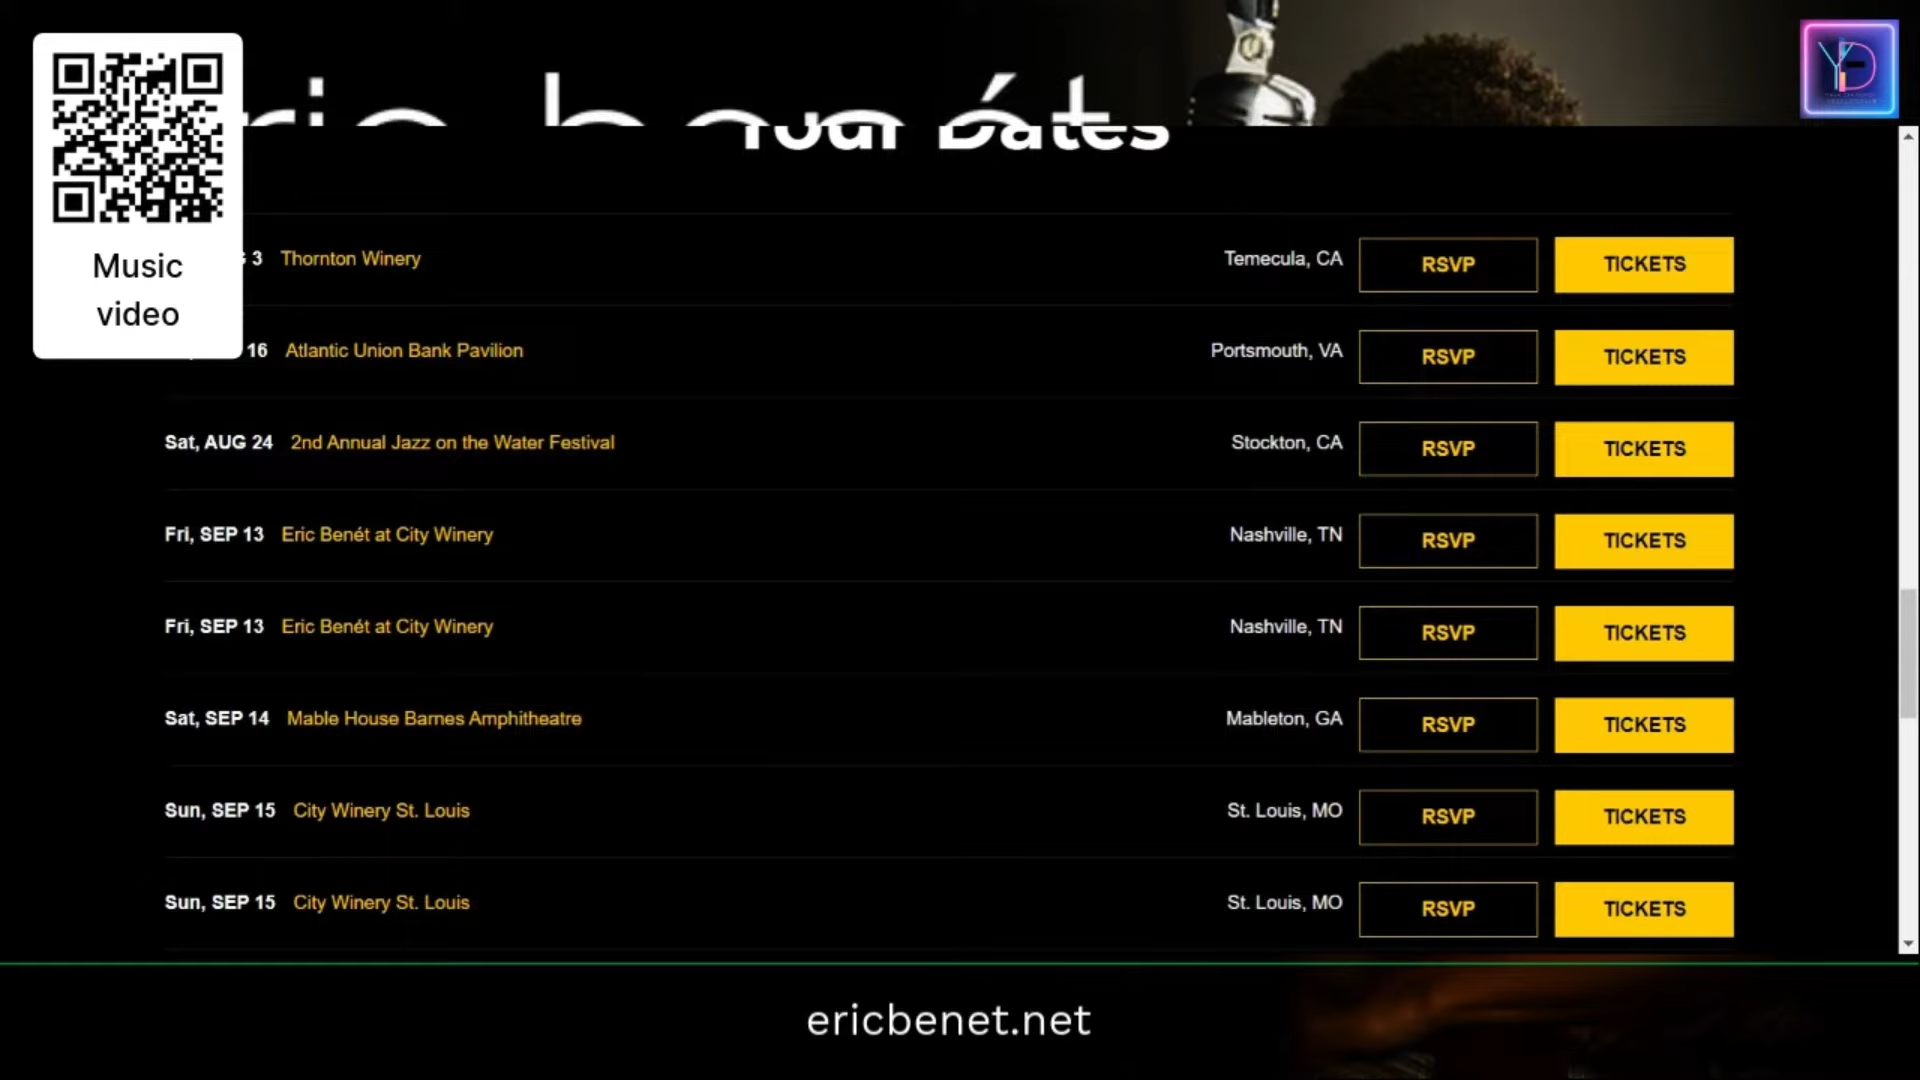 Tour Dates
3 Thornton Winery Temecula, CA RSVP TICKETS
16 Atlantic Union Bank Pavilion Portsmouth, VA RSVP TICKETS
Sat, AUG 24 2nd Annual Jazz on the Water Festival Stockton, CA RSVP TICKETS
Fri, SEP 13 Eric Benét at City Winery Nashville, TN RSVP TICKETS
Fri, SEP 13 Eric Benét at City Winery Nashville, TN RSVP TICKETS
Sat, SEP 14 Mable House Barnes Amphitheatre Mableton, GA RSVP TICKETS
Sun, SEP 15 City Winery St. Louis St. Louis, MO RSVP TICKETS
Sun, SEP 15 City Winery St. Louis St. Louis, MO RSVP TICKETS
Music
video
ericbenet.net
YD